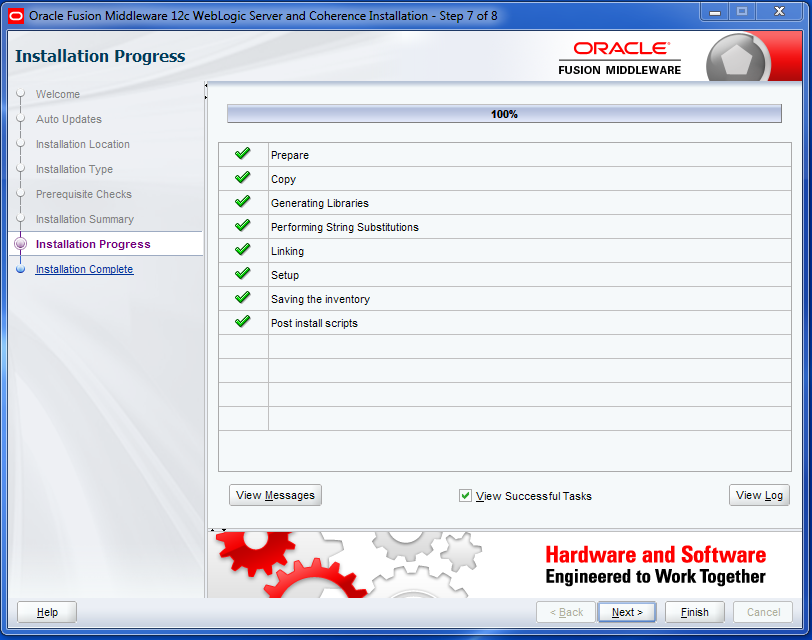 Oracle Fusion Middleware 12c WebLogic Server and Coherence Installation - Step 7 of 8
Installation Progress
ORACLE®
FUSION MIDDLEWARE
Welcome
Auto Updates
Installation Location
Installation Type
Prerequisite Checks
Installation Summary
Installation Progress
Installation Complete
100%
Prepare
Copy
Generating Libraries
Performing String Substitutions
Linking
Setup
Saving the inventory
Post install scripts
View Messages
View Successful Tasks
View Log
Hardware and Software
Engineered to Work Together
Help
< Back
Next >
Finish
Cancel